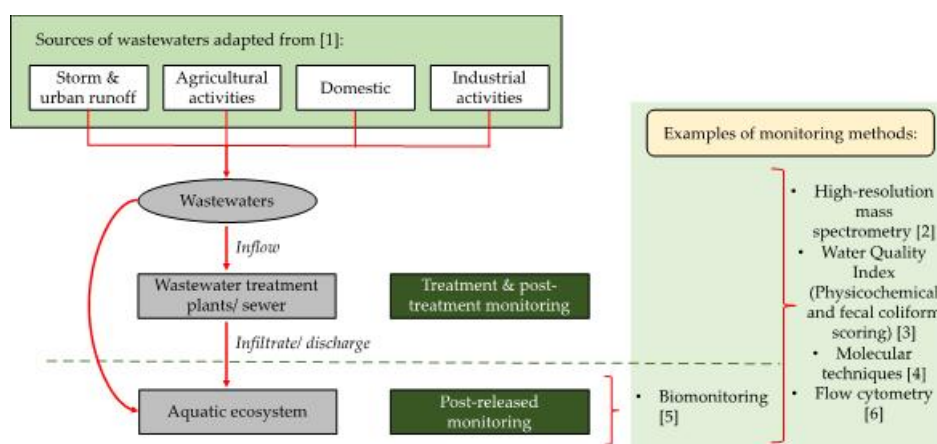 Sources of wastewaters adapted from [1]:
Storm &
urban runoff
Agricultural
activities
Domestic
Industrial
activities
Wastewaters
Inflow
Wastewater treatment
plants/ sewer
Treatment & post-
treatment monitoring
Infiltrate/ discharge
Aquatic ecosystem
Post-released
monitoring
Examples of monitoring methods:
• High-resolution
mass
spectrometry [2]
• Water Quality
Index
(Physicochemical
and fecal coliform
scoring) [3]
• Molecular
techniques [4]
• Flow cytometry
[6]
• Biomonitoring
[5]